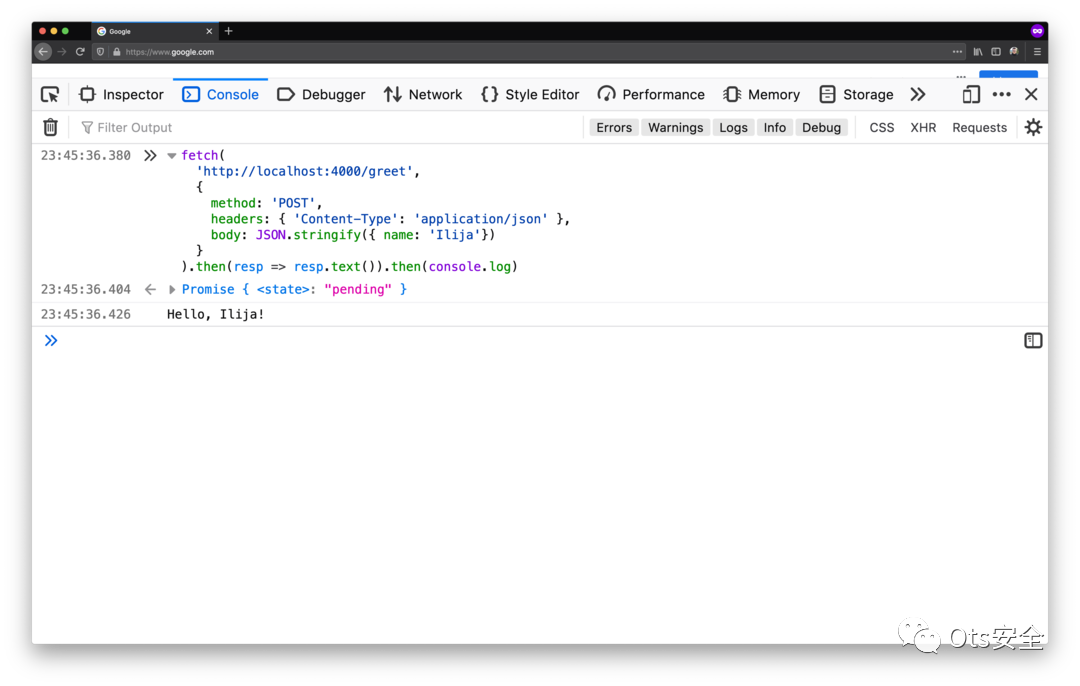 Google
https://www.google.com
Inspector Console Debugger Network Style Editor Performance Memory Storage
Filter Output Errors Warnings Logs Info Debug CSS XHR Requests
23:45:36.380 fetch(
'http://localhost:4000/greet',
{
method: 'POST',
headers: { 'Content-Type': 'application/json' },
body: JSON.stringify({ name: 'Ilija'})
}
).then(resp => resp.text()).then(console.log)
23:45:36.404 Promise { <state>: "pending" }
23:45:36.426 Hello, Ilija!
Ots安全